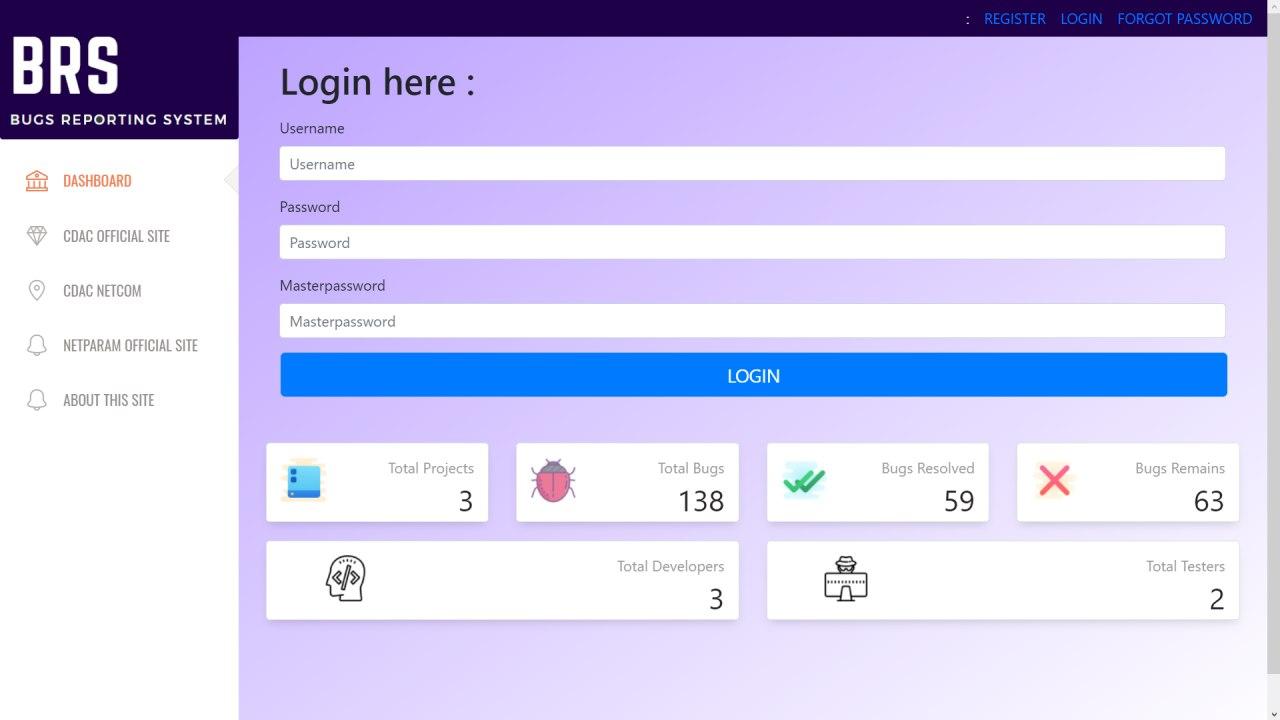 : REGISTER LOGIN FORGOT PASSWORD
BRS
BUGS REPORTING SYSTEM
DASHBOARD
CDAC OFFICIAL SITE
CDAC NETCOM
NETPARAM OFFICIAL SITE
ABOUT THIS SITE
Login here :
Username
Username
Password
Password
Masterpassword
Masterpassword
LOGIN
Total Projects
3
Total Bugs
138
Bugs Resolved
59
Bugs Remains
63
Total Developers
3
Total Testers
2